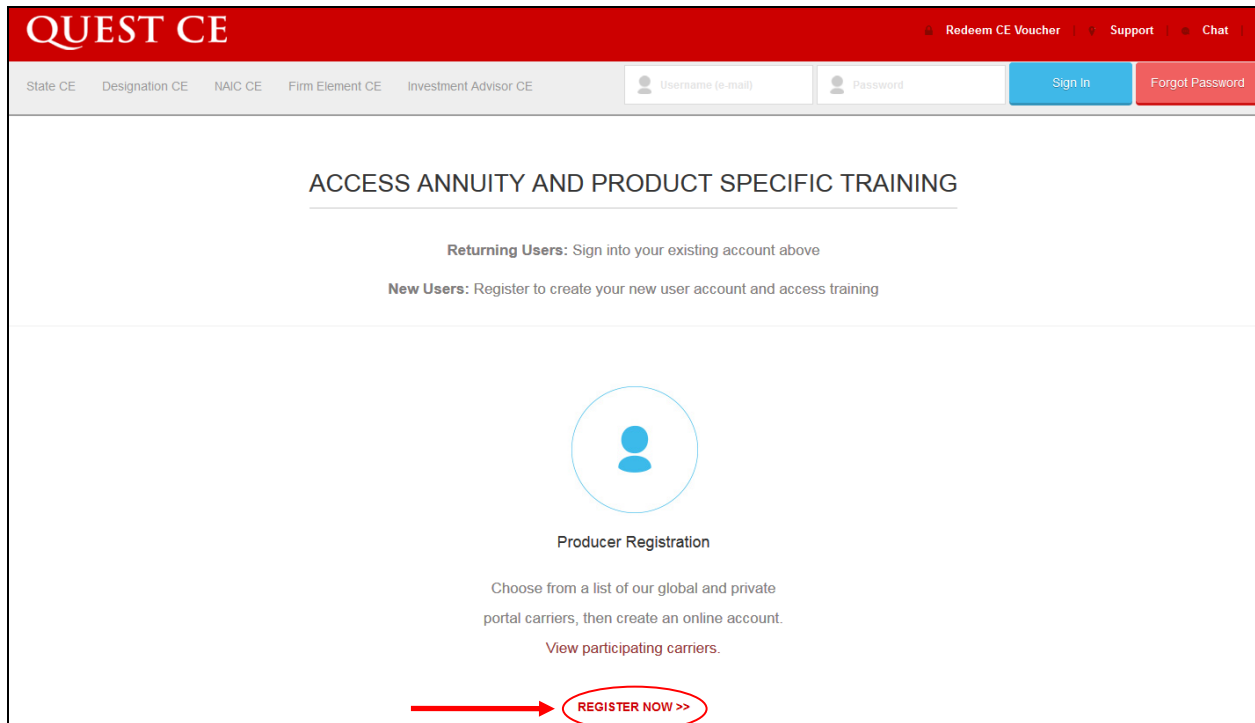 QUEST CE
Redeem CE Voucher | Support | Chat |
State CE Designation CE NAIC CE Firm Element CE Investment Advisor CE Username (e-mail) Password Sign In Forgot Password
ACCESS ANNUITY AND PRODUCT SPECIFIC TRAINING
Returning Users: Sign into your existing account above
New Users: Register to create your new user account and access training
Producer Registration
Choose from a list of our global and private
portal carriers, then create an online account.
View participating carriers.
REGISTER NOW >>